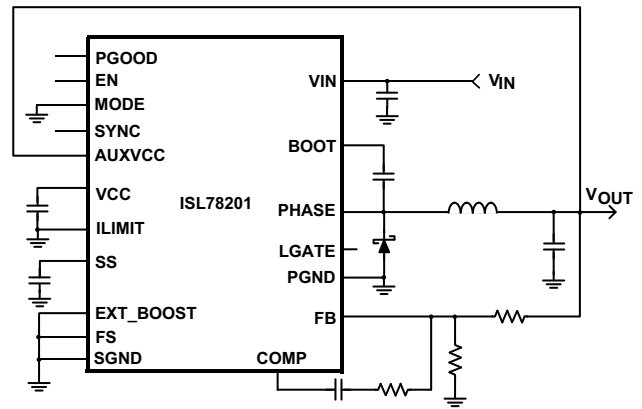 PGOOD
EN
MODE
SYNC
AUXVCC
VCC
ILIMIT
SS
EXT_BOOST
FS
SGND
ISL78201
VIN
BOOT
PHASE
LGATE
PGND
FB
COMP
VIN
VOUT